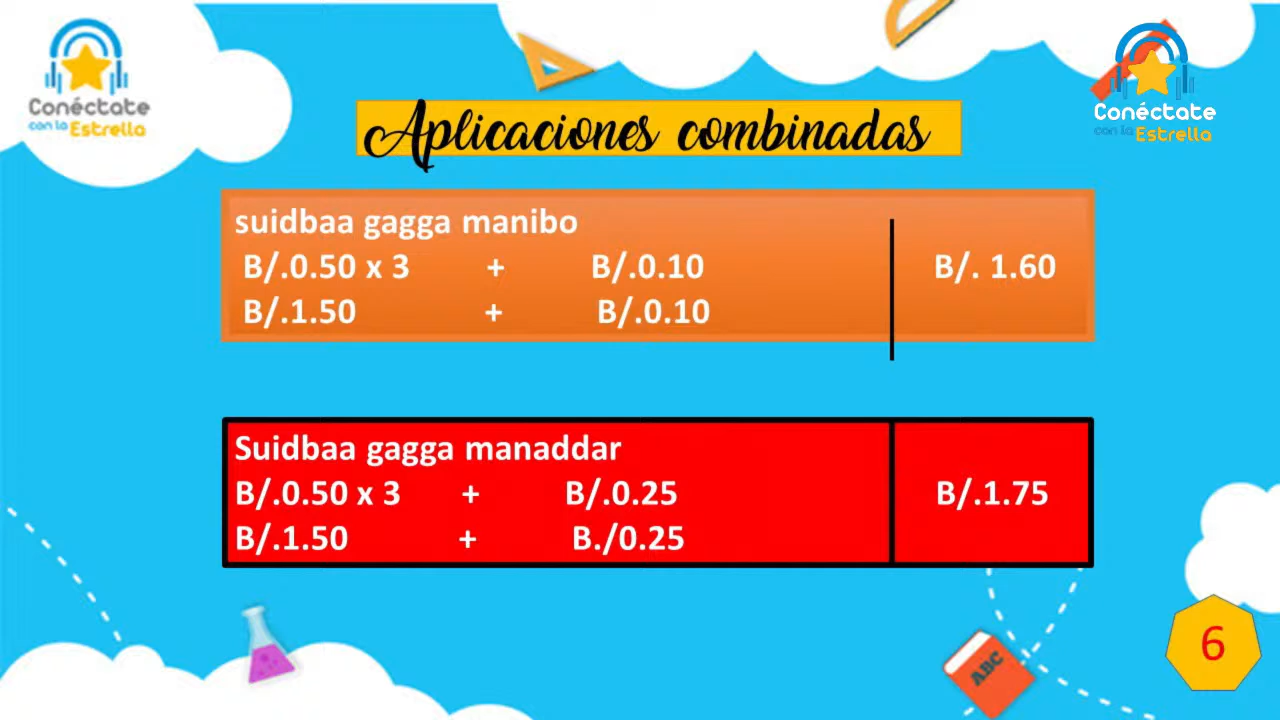 Conéctate
con la Estrella
Conéctate
con la Estrella
Aplicaciones combinadas
suidbaa gagga manibo
B/.0.50 x 3 + B/.0.10 B/. 1.60
B/.1.50 + B/.0.10
Suidbaa gagga manaddar
B/.0.50 x 3 + B/.0.25 B/.1.75
B/.1.50 + B./0.25
6
ABC